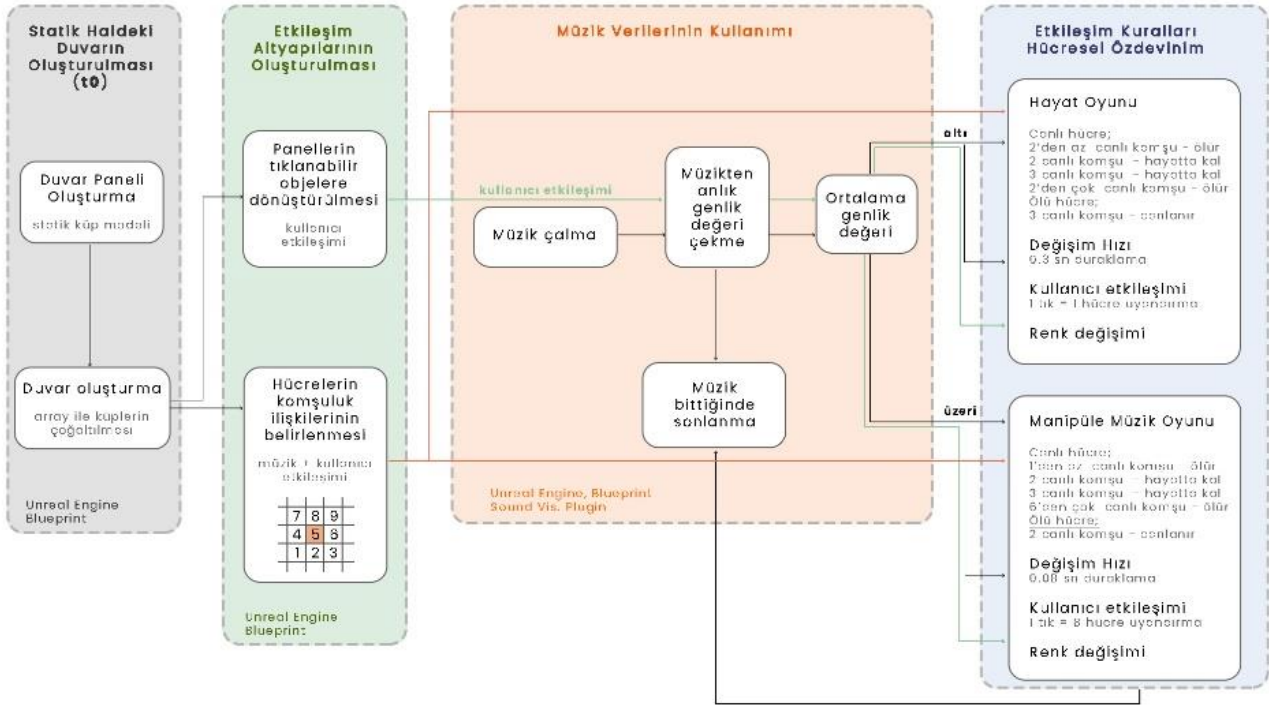 Statik Haldeki
Duvarın
Oluşturulması
(t0)
Duvar Paneli
Oluşturma
statik küp modeli
Duvar oluşturma
array ile küplerin
çoğaltılması
Unreal Engine
Blueprint
Etkileşim
Altyapılarının
Oluşturulması
Panellerin
tıklanabilir
objelere
dönüştürülmesi
kullanıcı
etkileşimi
Hücrelerin
komşuluk
ilişkilerinin
belirlenmesi
müzik + kullanıcı
etkileşimi
7 8 9
4 5 6
1 2 3
Unreal Engine
Blueprint
Müzik Verilerinin Kullanımı
kullanıcı etkileşimi
Müzik çalma
Müzikten
anlık
genlik
değeri
çekme
Ortalama
genlik
değeri
Müzik
bittiğinde
sonlanma
Unreal Engine, Blueprint
Sound Vis. Plugin
altı
üzeri
Etkileşim Kuralları
Hücresel Özdevinim
Hayat Oyunu
Canlı hücre;
2'den az canlı komşu - ölür
2 canlı komşu - hayatta kal
3 canlı komşu - hayatta kal
2'den çok canlı komşu - ölür
Ölü hücre;
3 canlı komşu - canlanır
Değişim Hızı
0.3 sn duraklama
Kullanıcı etkileşimi
1 tık = 1 hücre uyandırma
Renk değişimi
Manipüle Müzik Oyunu
Canlı hücre;
1'den az canlı komşu - ölür
2 canlı komşu - hayatta kal
3 canlı komşu - hayatta kal
6'den çok canlı komşu - ölür
Ölü hücre;
2 canlı komşu - canlanır
Değişim Hızı
0.08 sn duraklama
Kullanıcı etkileşimi
1 tık = 8 hücre uyandırma
Renk değişimi